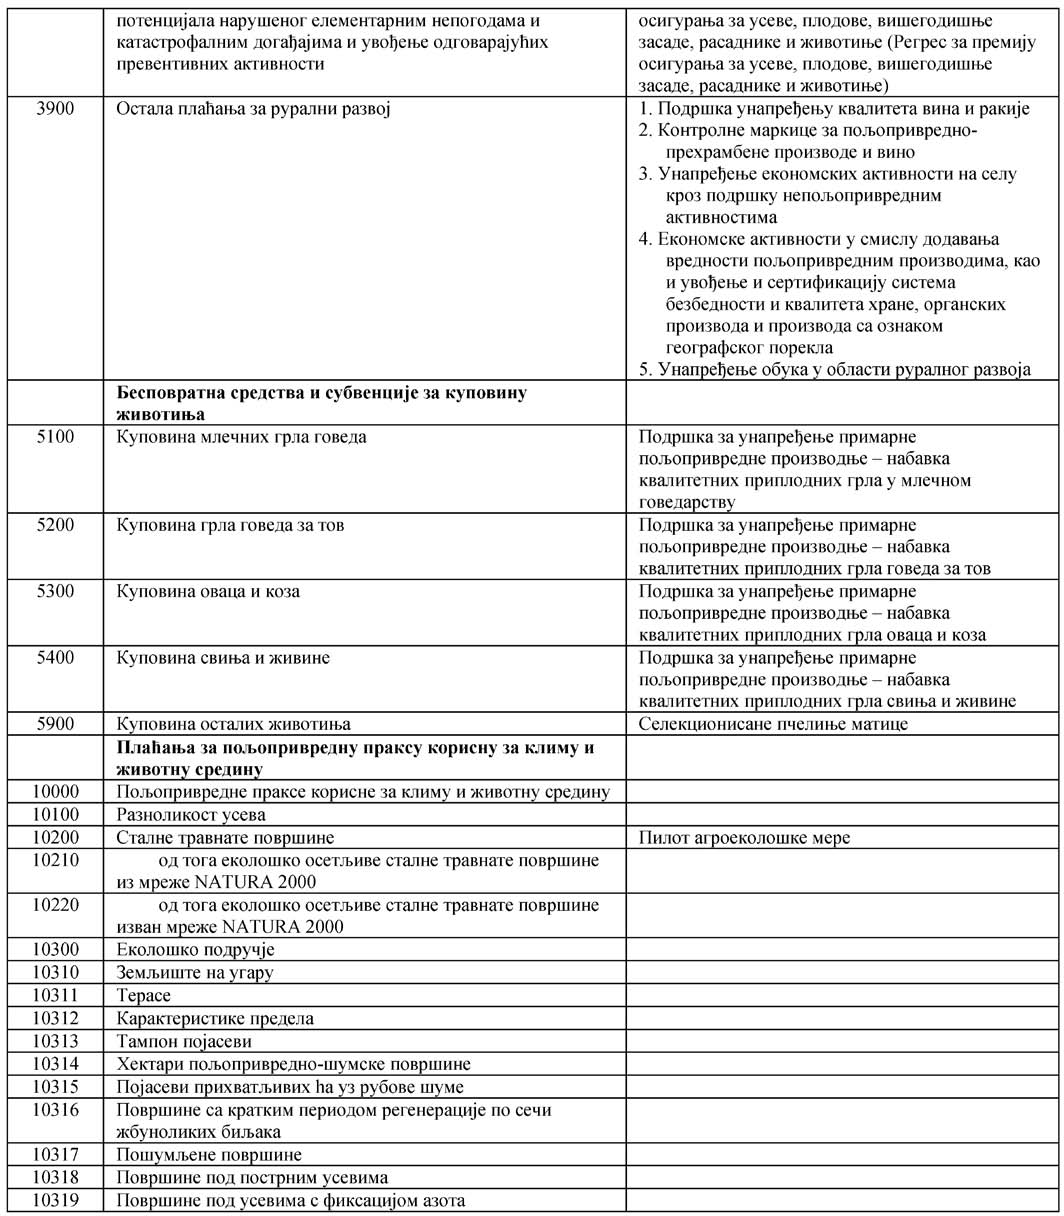 потенцијала нарушеног елементарним непогодама и
катастрофалним догађајима и увођење одговарајућих
превентивних активности
осигурања за усеве, плодове, вишегодишње
засаде, расаднике и животиње (Регрес за премију
осигурања за усеве, плодове, вишегодишње
засаде, расаднике и животиње)
3900
Остала плаћања за рурални развој
1. Подршка унапређењу квалитета вина и ракије
2. Контролне маркице за пољопривредно-
прехрамбене производе и вино
3. Унапређење економских активности на селу
кроз подршку непољопривредним
активностима
4. Економске активности у смислу додавања
вредности пољопривредним производима, као
и увођење и сертификацију система
безбедности и квалитета хране, органских
производа и производа са ознаком
географског порекла
5. Унапређење обука у области руралног развоја
Бесповратна средства и субвенције за куповину
животиња
5100
Куповина млечних грла говеда
Подршка за унапређење примарне
пољопривредне производње – набавка
квалитетних приплодних грла у млечном
говедарству
5200
Куповина грла говеда за тов
Подршка за унапређење примарне
пољопривредне производње – набавка
квалитетних приплодних грла говеда за тов
5300
Куповина оваца и коза
Подршка за унапређење примарне
пољопривредне производње – набавка
квалитетних приплодних грла оваца и коза
5400
Куповина свиња и живине
Подршка за унапређење примарне
пољопривредне производње – набавка
квалитетних приплодних грла свиња и живине
5900
Куповина осталих животиња
Селекционисане пчелиње матице
Плаћања за пољопривредну праксу корисну за климу и
животну средину
10000
Пољопривредне праксе корисне за климу и животну средину
10100
Разноликост усева
10200
Сталне травнате површине
Пилот агроеколошке мере
10210
од тога еколошко осетљиве сталне травнате површине
из мреже NATURA 2000
10220
од тога еколошко осетљиве сталне травнате површине
изван мреже NATURA 2000
10300
Еколошко подручје
10310
Земљиште на угару
10311
Терасе
10312
Карактеристике предела
10313
Тампон појасеви
10314
Хектари пољопривредно-шумске површине
10315
Појасеви прихватљивих ha уз рубове шуме
10316
Површине са кратким периодом регенерације по сечи
жбуноликих биљака
10317
Пошумљене површине
10318
Површине под пострним усевима
10319
Површине под усевима с фиксацијом азота